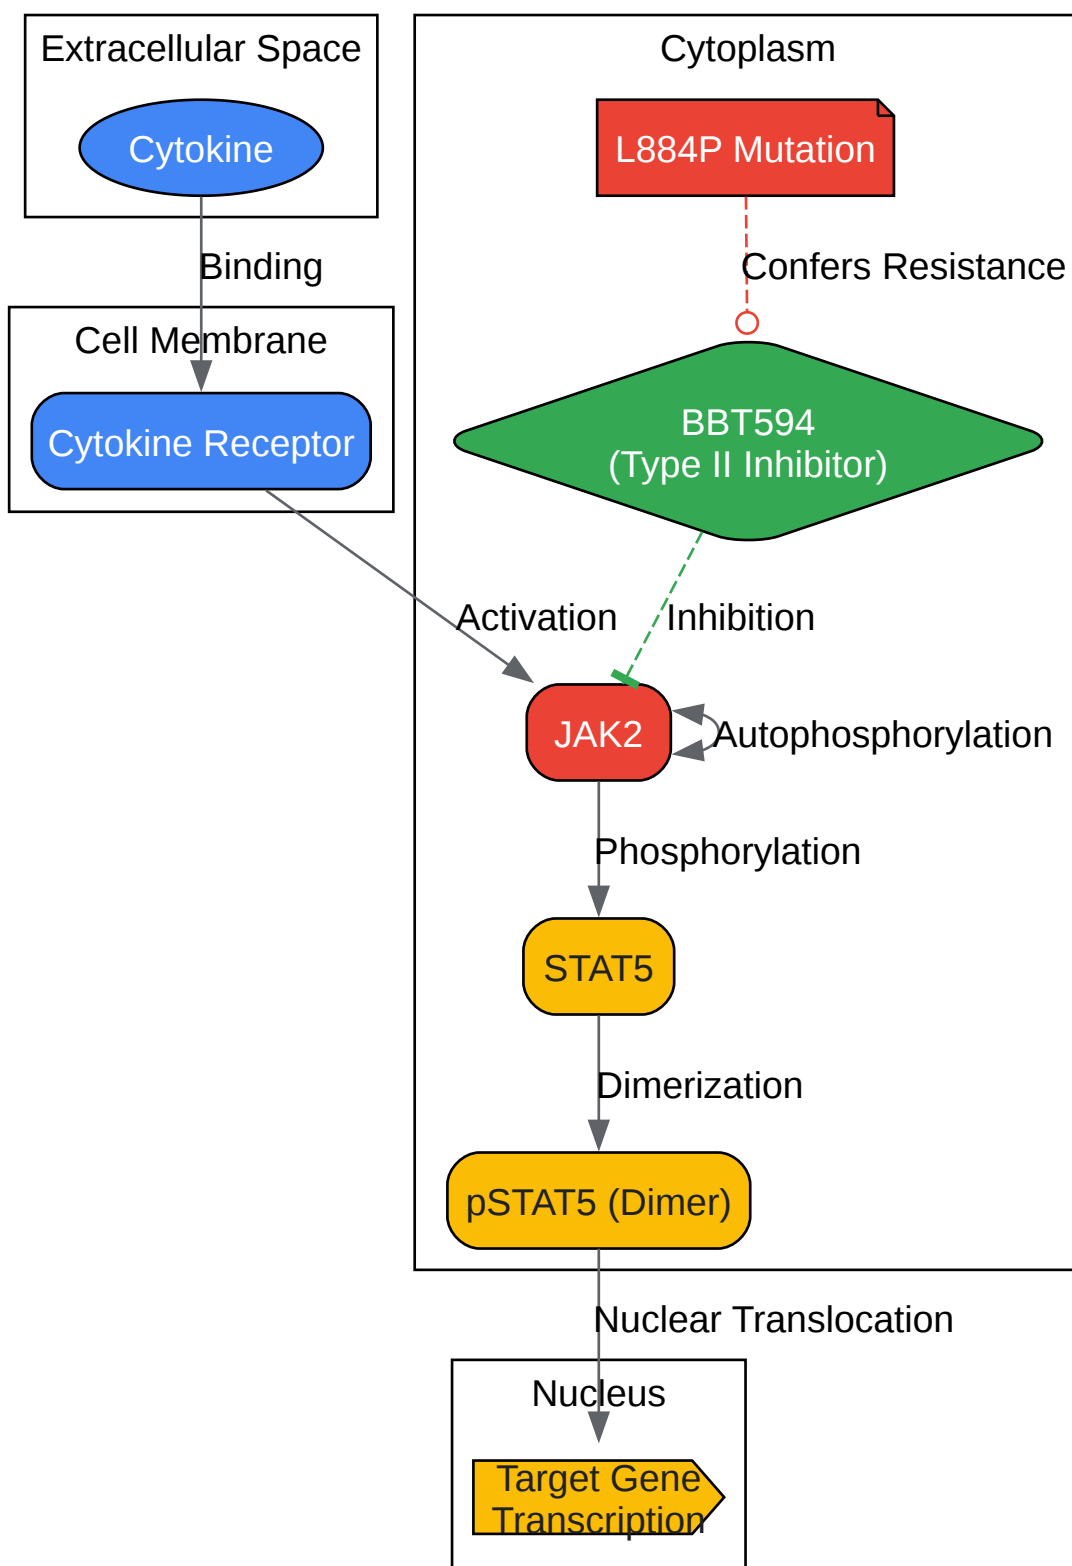 Extracellular Space
Cytokine
Binding
Cell Membrane
Cytokine Receptor
Cytoplasm
L884P Mutation
Confers Resistance
BBT594
(Type II Inhibitor)
Activation
Inhibition
JAK2
Autophosphorylation
Phosphorylation
STAT5
Dimerization
pSTAT5 (Dimer)
Nuclear Translocation
Nucleus
Target Gene
Transcription